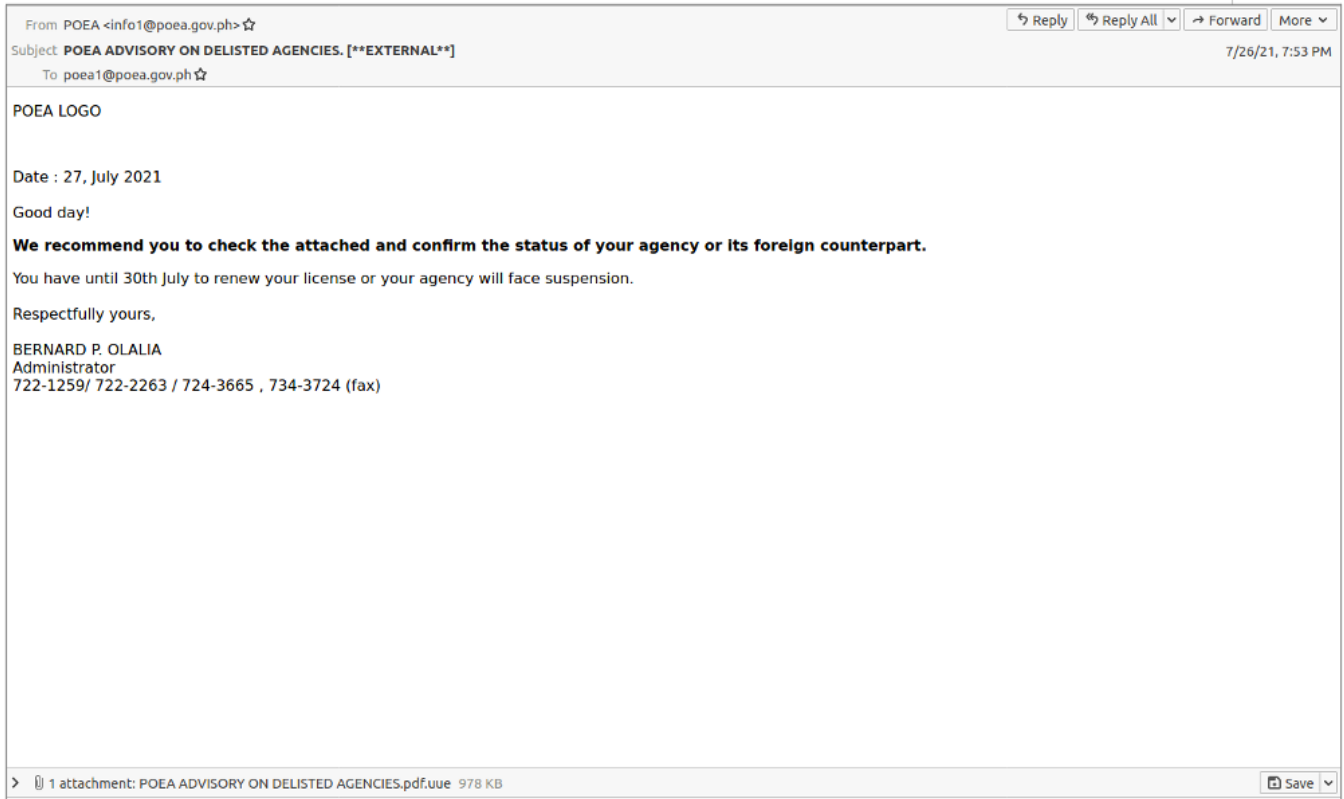 From POEA <info1@poea.gov.ph>
Reply Reply All Forward More
Subject POEA ADVISORY ON DELISTED AGENCIES. [**EXTERNAL**]
7/26/21, 7:53 PM
To poea1@poea.gov.ph
POEA LOGO
Date : 27, July 2021
Good day!
We recommend you to check the attached and confirm the status of your agency or its foreign counterpart.
You have until 30th July to renew your license or your agency will face suspension.
Respectfully yours,
BERNARD P. OLALIA
Administrator
722-1259/ 722-2263 / 724-3665 , 734-3724 (fax)
1 attachment: POEA ADVISORY ON DELISTED AGENCIES.pdf.uue 978 KB
Save